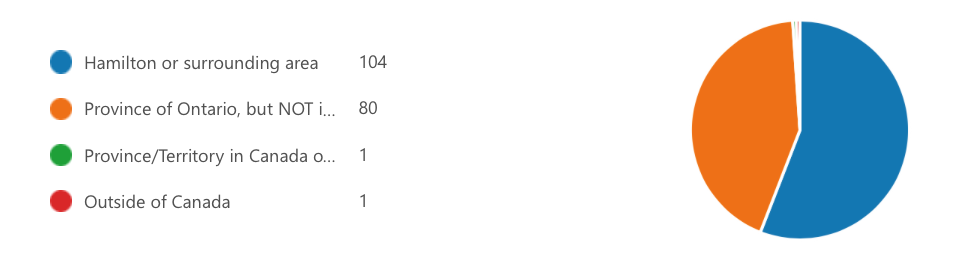 Hamilton or surrounding area 104
Province of Ontario, but NOT i... 80
Province/Territory in Canada o... 1
Outside of Canada 1